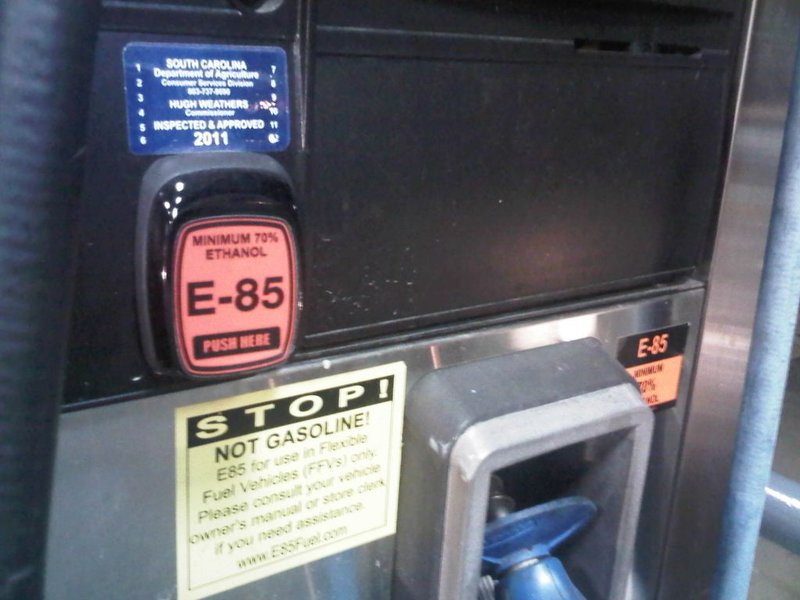 SOUTH CAROLINA
Department of Agriculture
Consumer Services Division
803-737-9690
HUGH WEATHERS
Commissioner
INSPECTED & APPROVED
2011
1
2
3
4
5
6
7
8
9
10
11
MINIMUM 70%
ETHANOL
E-85
PUSH HERE
E-85
MINIMUM
70%
STOP!
NOT GASOLINE!
E85 for use in Flexible
Fuel Vehicles (FFVs) only.
Please consult your vehicle
owner's manual or store clerk
if you need assistance.
www.E85Fuel.com